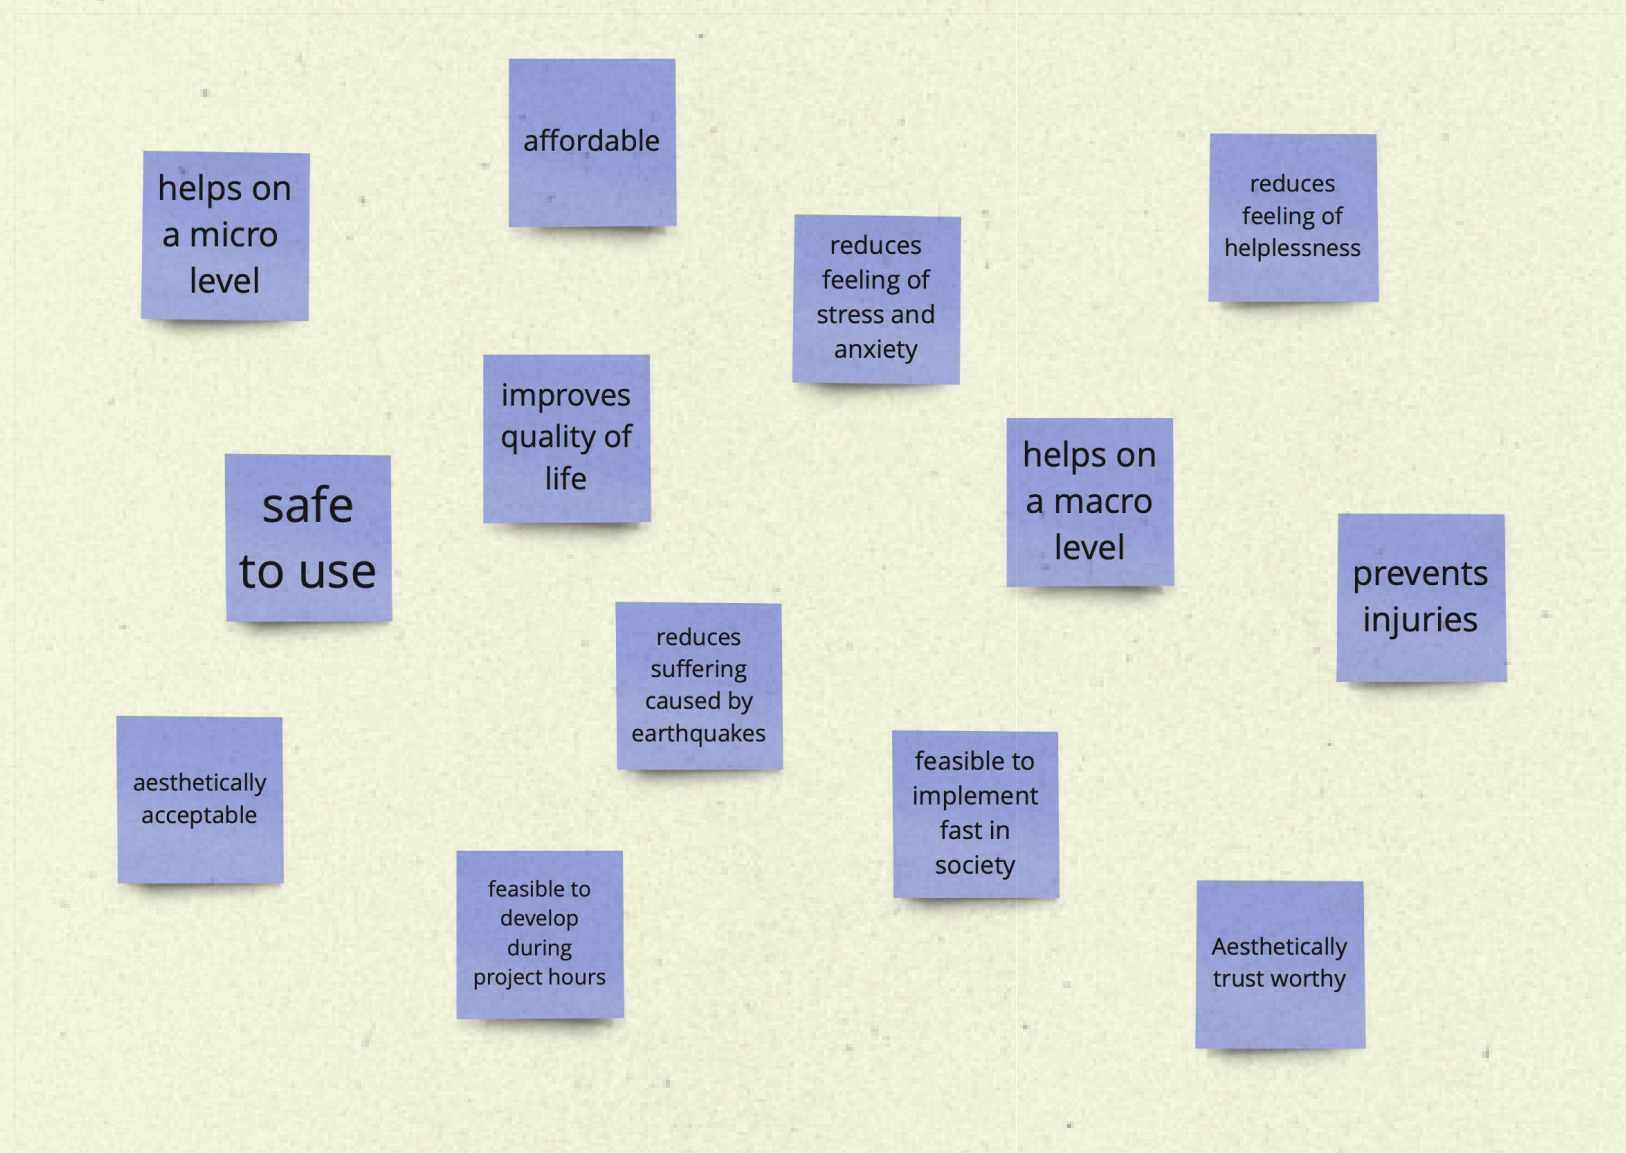 affordable
helps on
a micro
level
reduces
feeling of
helplessness
reduces
feeling of
stress and
anxiety
improves
quality of
life
helps on
a macro
level
safe
to use
prevents
injuries
reduces
suffering
caused by
earthquakes
aesthetically
acceptable
feasible to
implement
fast in
society
feasible to
develop
during
project hours
Aesthetically
trust worthy